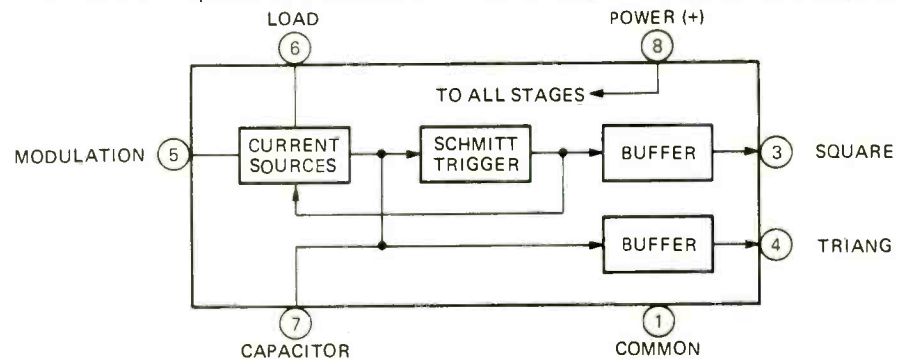 LOAD
6
POWER (+)
8
TO ALL STAGES
MODULATION 5
CURRENT
SOURCES
SCHMITT
TRIGGER
BUFFER
3 SQUARE
BUFFER
4 TRIANG
7
CAPACITOR
1
COMMON